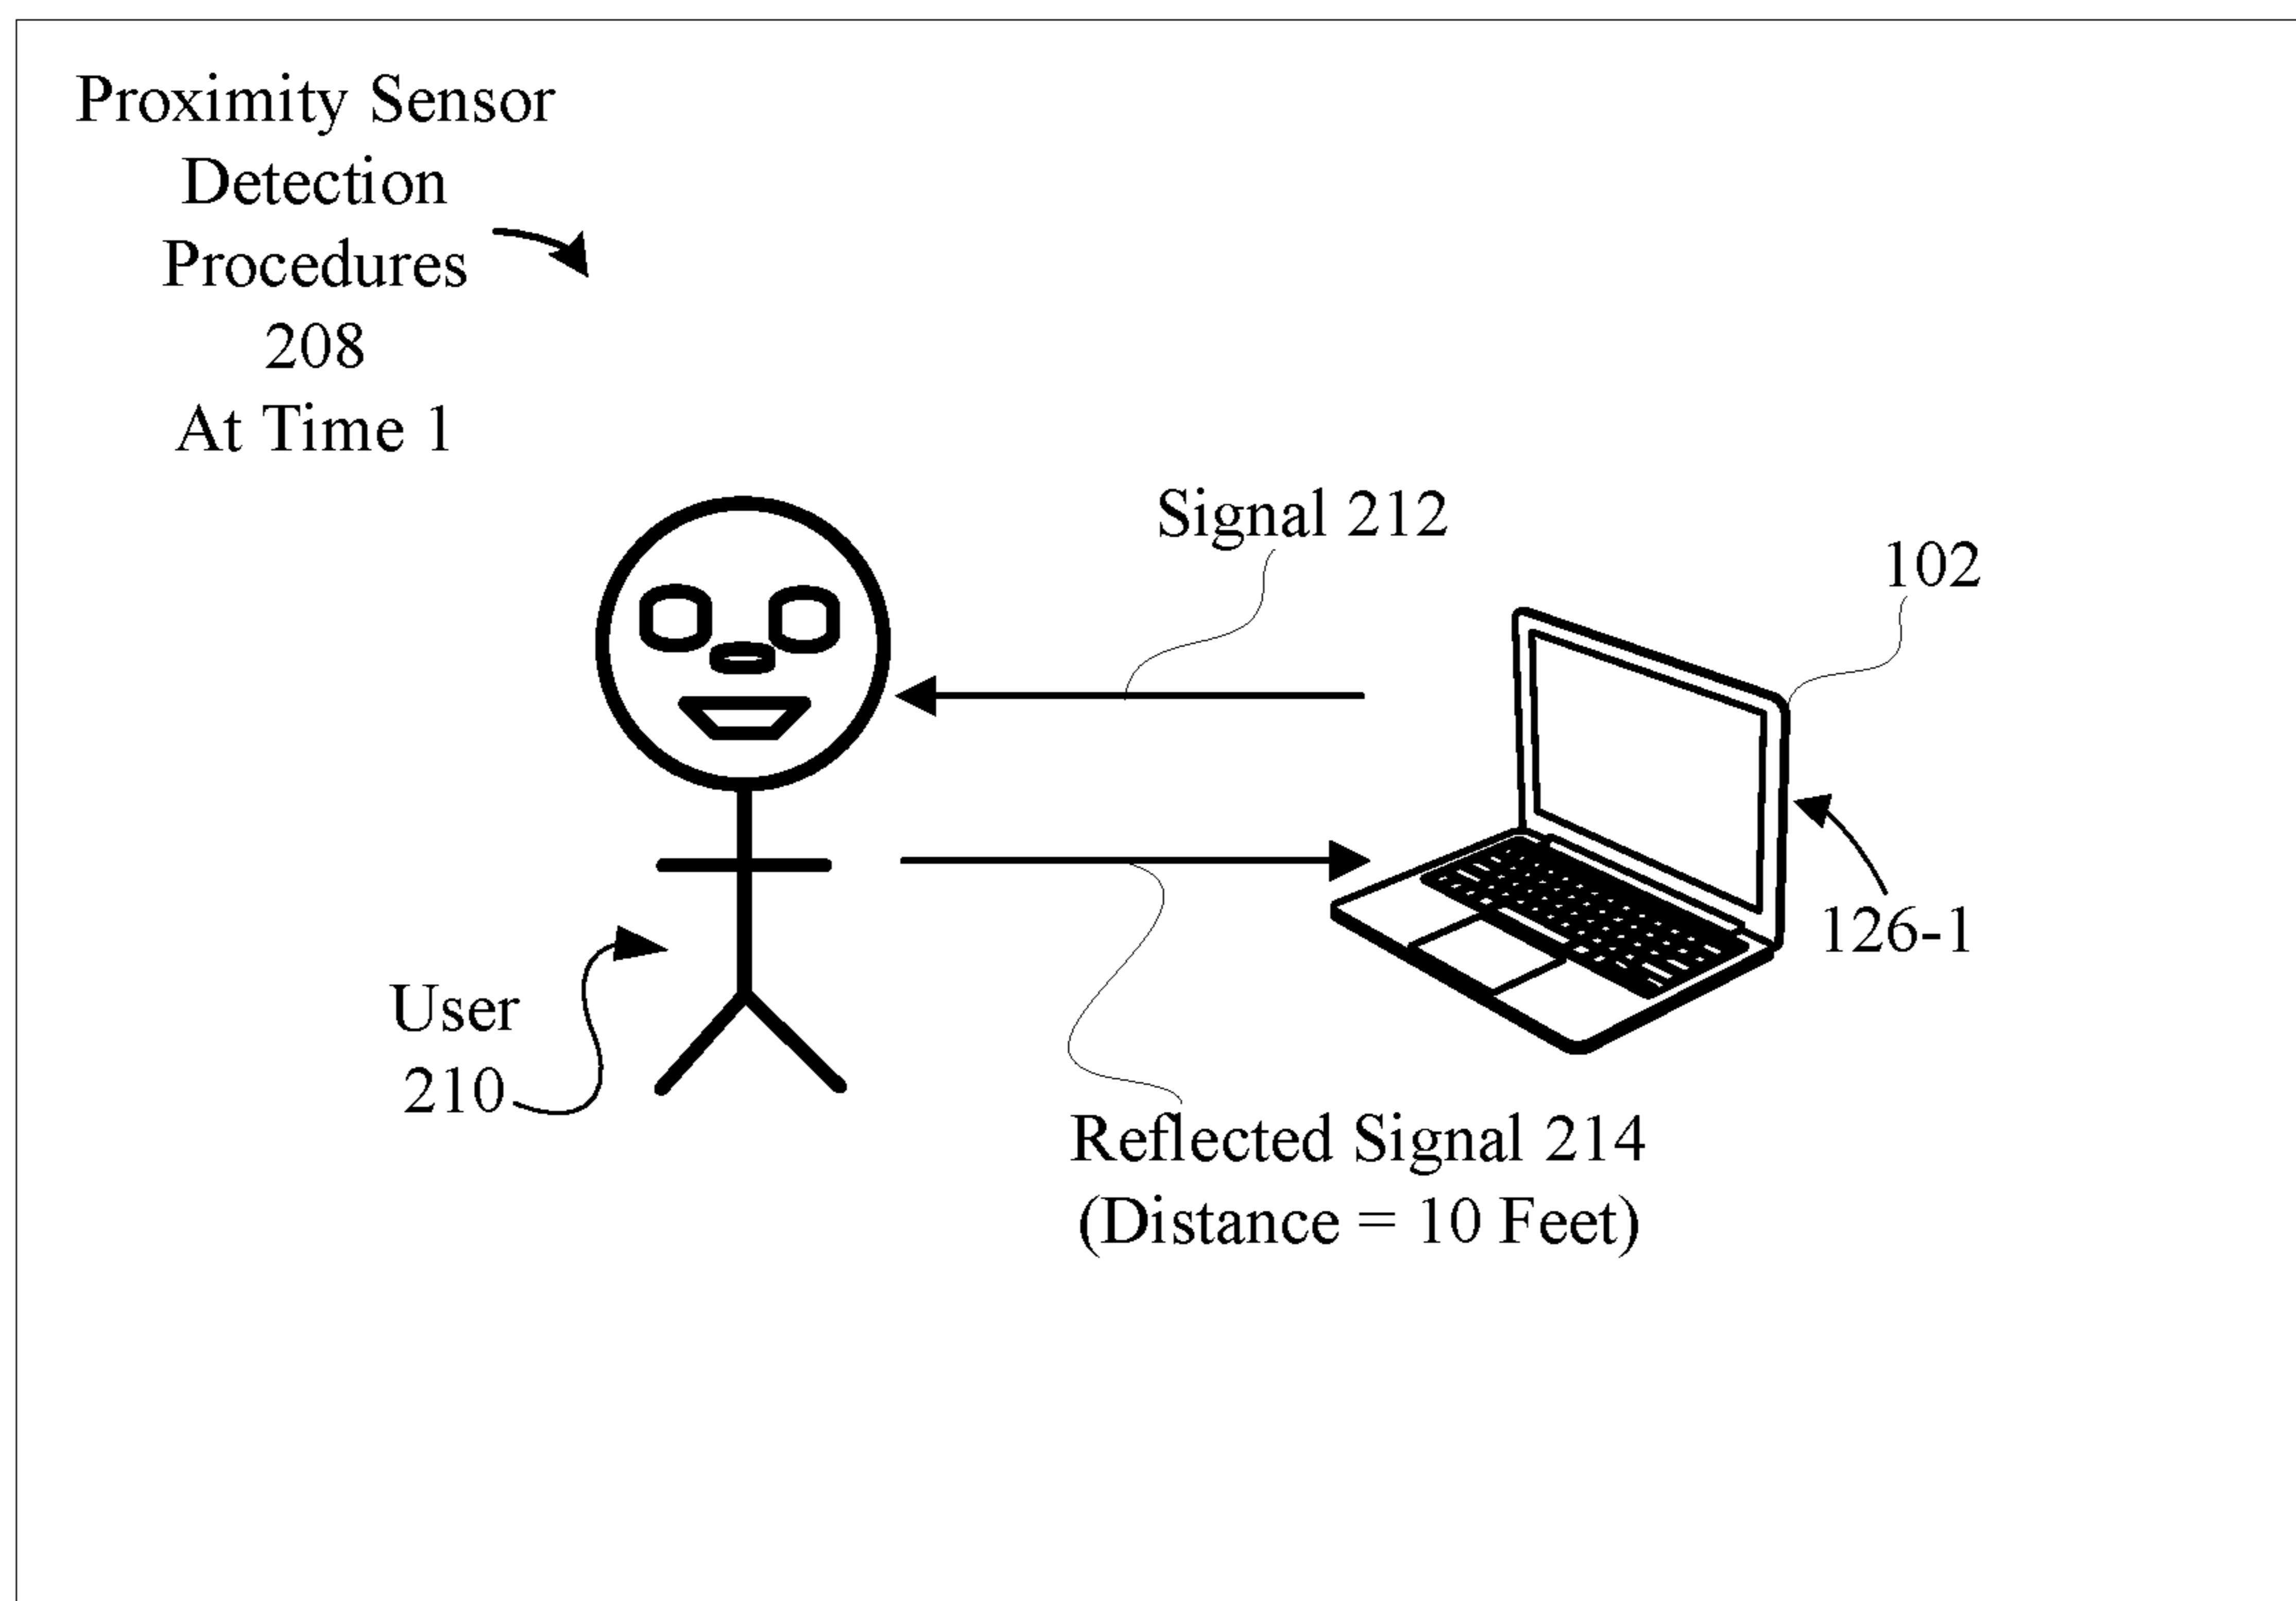 Proximity Sensor
Detection
Procedures
208
At Time 1
Signal 212
102
126-1
User
210
Reflected Signal 214
(Distance = 10 Feet)